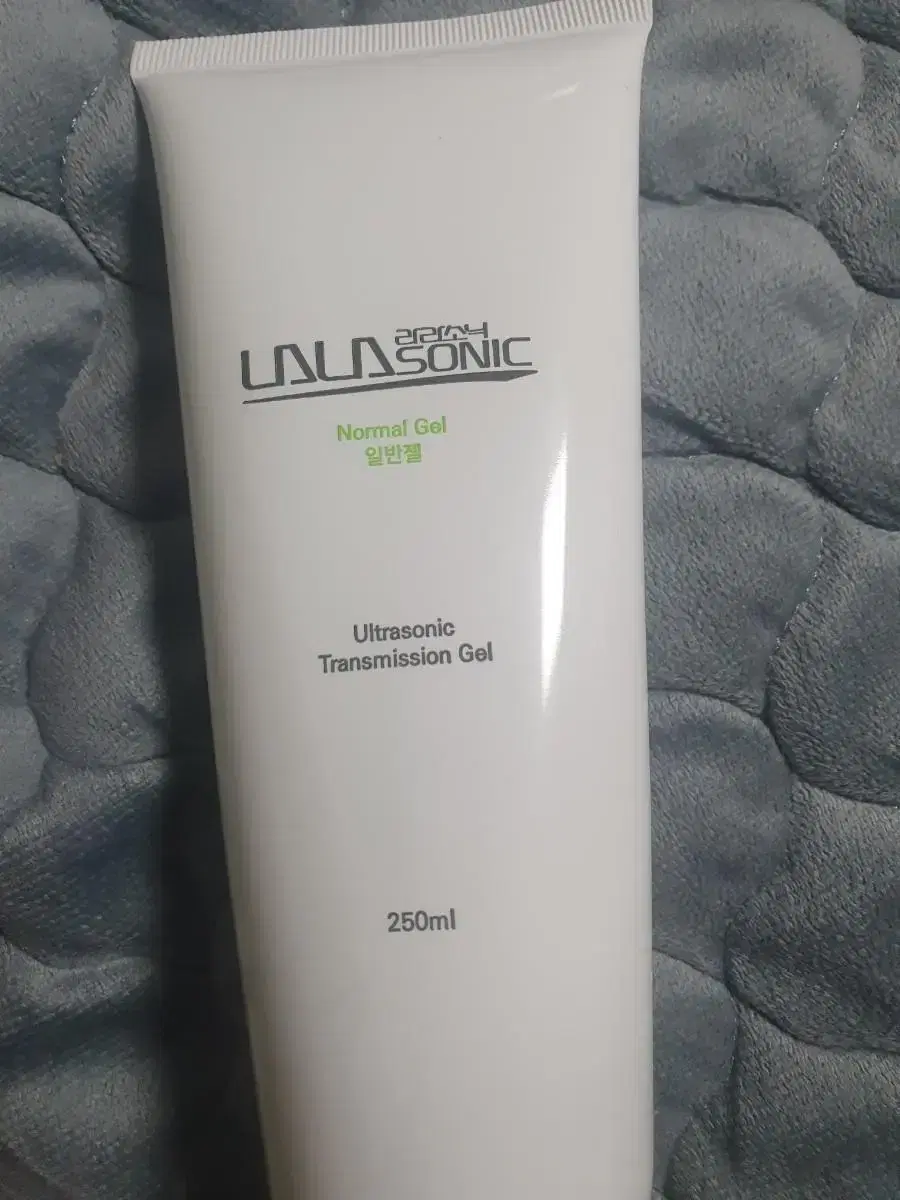 라라소닉
LALASONIC
Normal Gel
일반젤
Ultrasonic
Transmission Gel
250ml